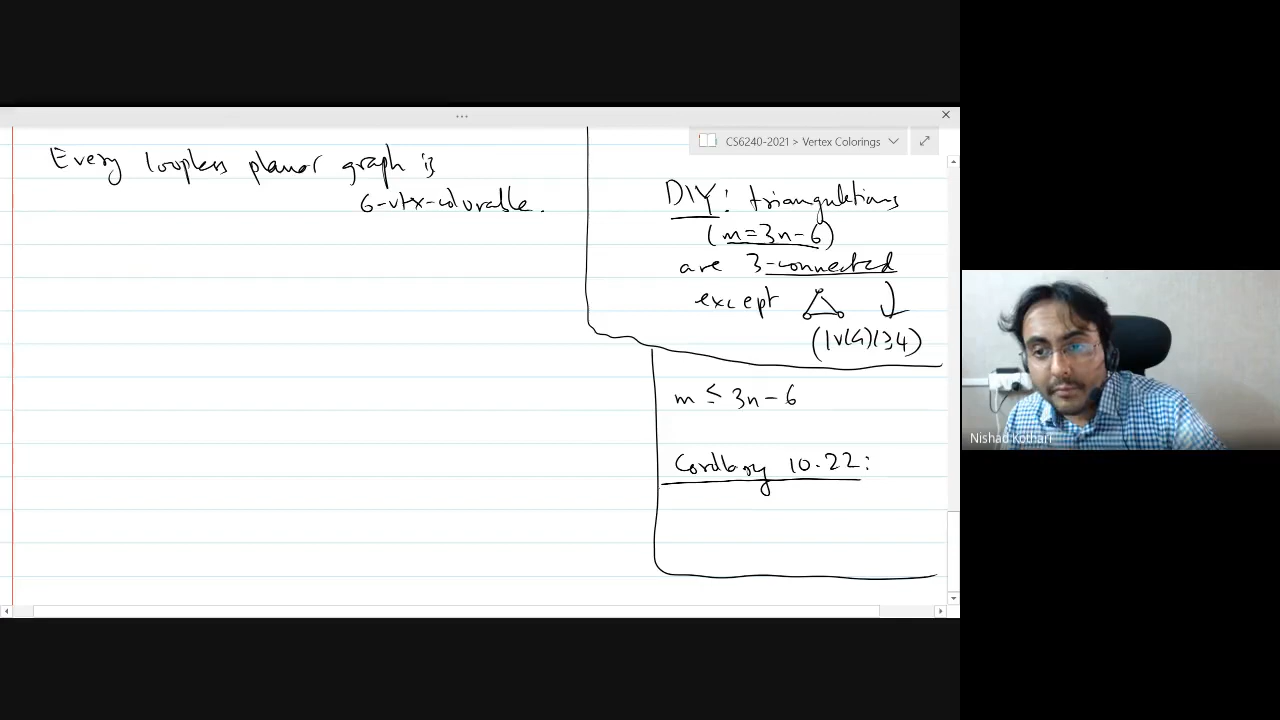 CS6240-2021 > Vertex Colorings
Every loopless planar graph is
6-vtx-colorable.
DIY: triangulations
(m=3n-6)
are 3-connected
except
(|V(G)|≥4)
m ≤ 3n-6
Corollary 10.22:
Nishad Kothari